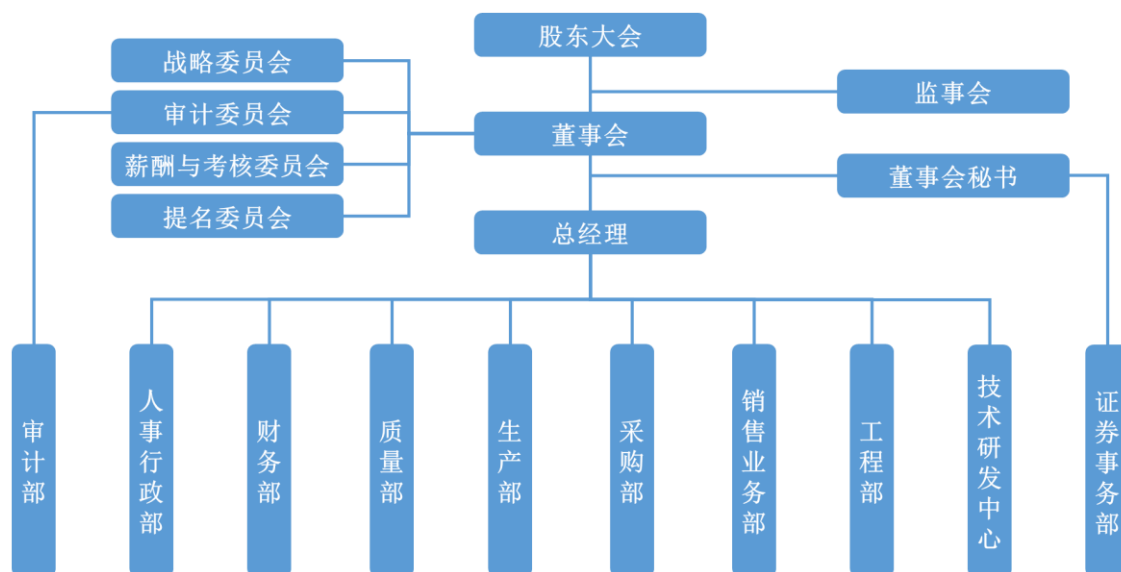 股东大会
战略委员会
监事会
审计委员会
董事会
薪酬与考核委员会
董事会秘书
提名委员会
总经理
审计部
人事行政部
财务部
质量部
生产部
采购部
销售业务部
工程部
技术研发中心
证券事务部